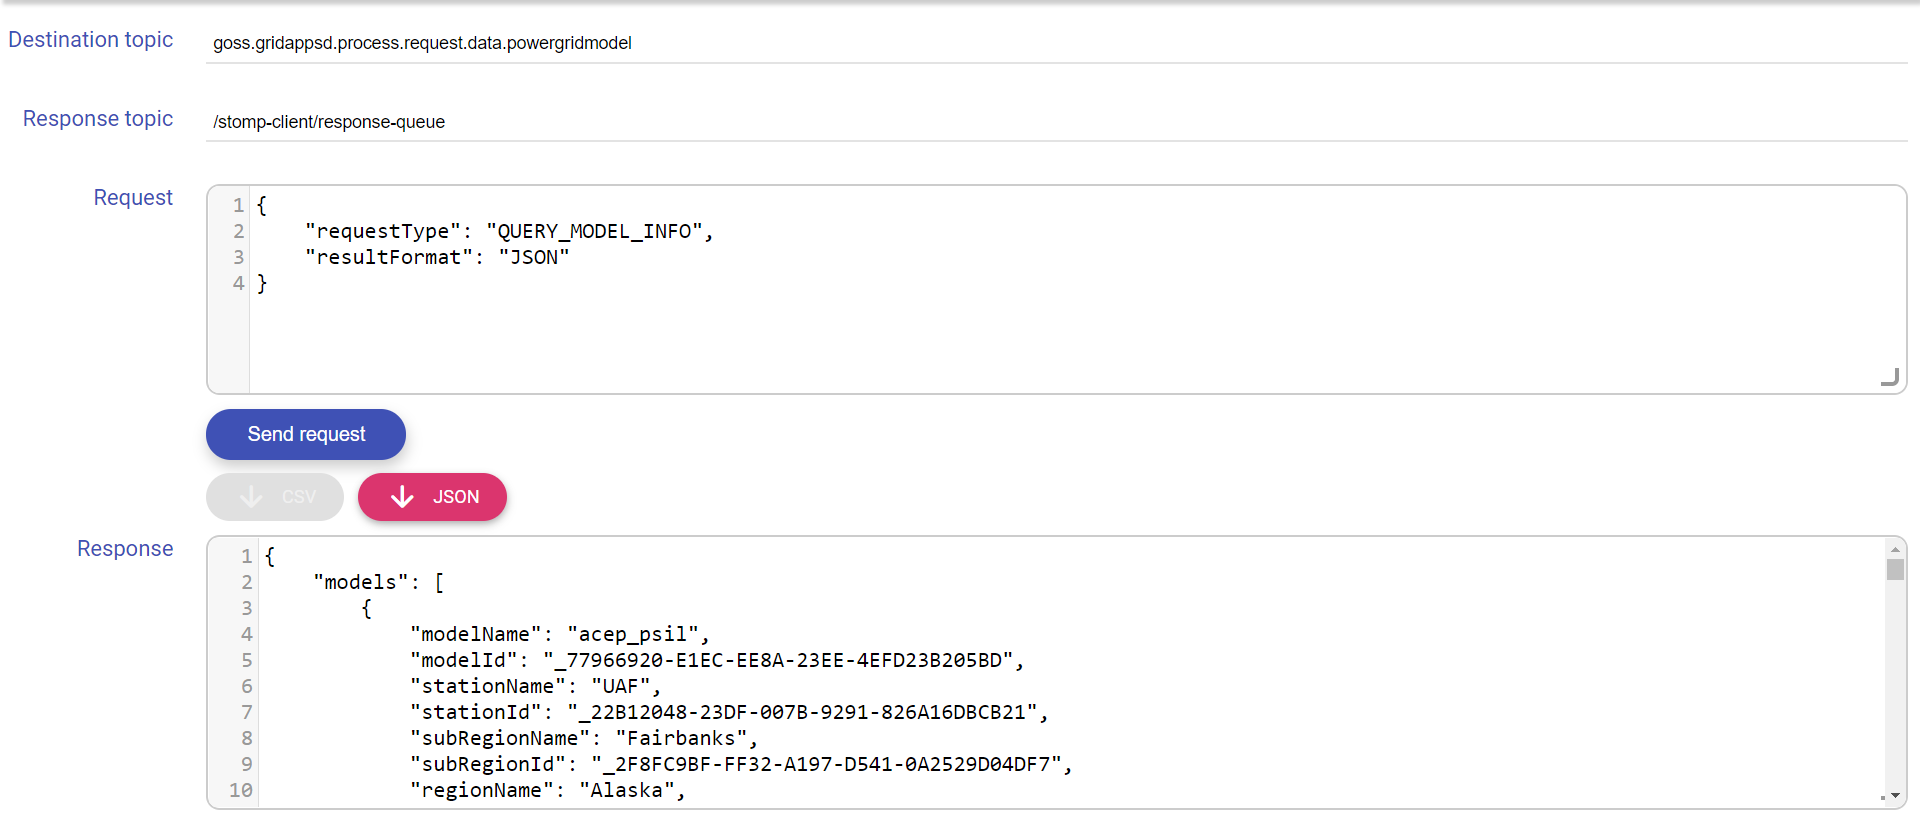 Destination topic
goss.gridappsd.process.request.data.powergridmodel
Response topic
/stomp-client/response-queue
Request
1 {
2     "requestType": "QUERY_MODEL_INFO",
3     "resultFormat": "JSON"
4 }
Send request
CSV
JSON
Response
1 {
2     "models": [
3         {
4             "modelName": "acep_psil",
5             "modelId": "_77966920-E1EC-EE8A-23EE-4EFD23B205BD",
6             "stationName": "UAF",
7             "stationId": "_22B12048-23DF-007B-9291-826A16DBCB21",
8             "subRegionName": "Fairbanks",
9             "subRegionId": "_2F8FC9BF-FF32-A197-D541-0A2529D04DF7",
10             "regionName": "Alaska",